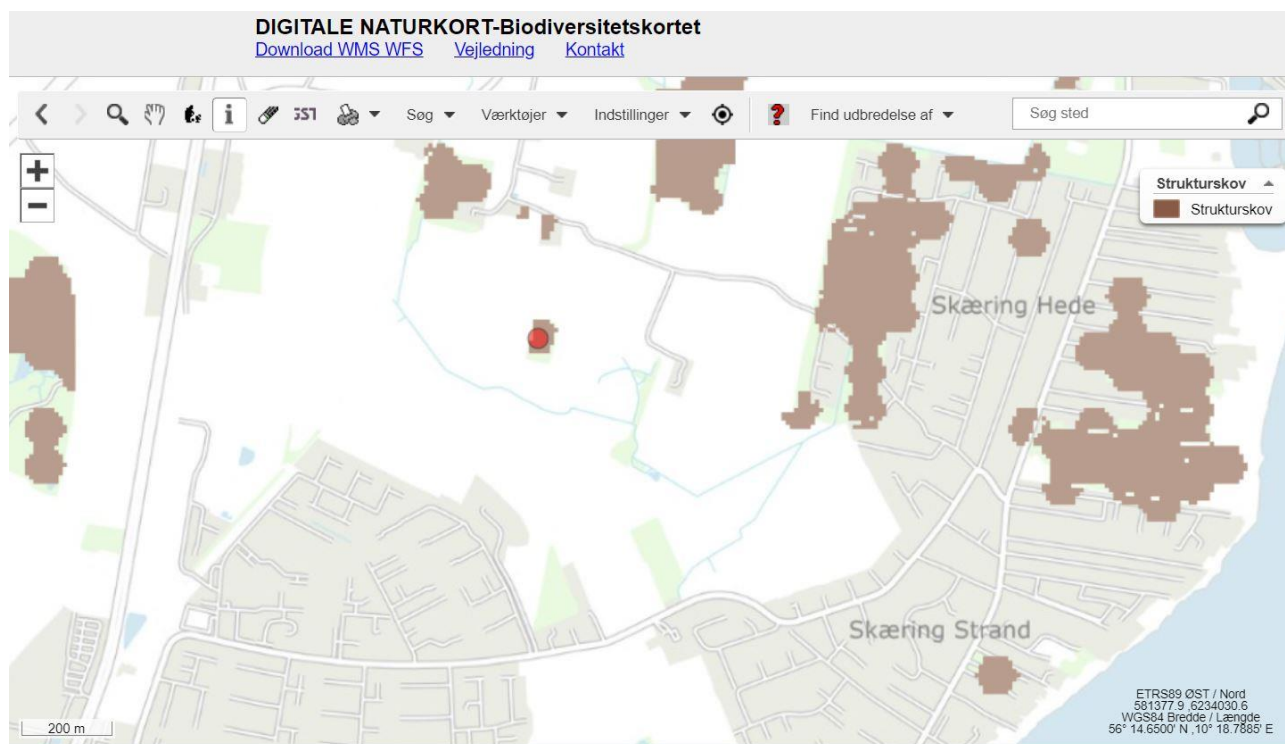 DIGITALE NATURKORT-Biodiversitetskortet
Download WMS WFS Vejledning Kontakt
Søg Værktøjer Indstillinger ? Find udbredelse af Søg sted
+
−
Strukturskov
Strukturskov
Skæring Hede
Skæring Strand
200 m
ETRS89 ØST / Nord
581377.9 ,6234030.6
WGS84 Bredde / Længde
56° 14.6500' N ,10° 18.7885' E